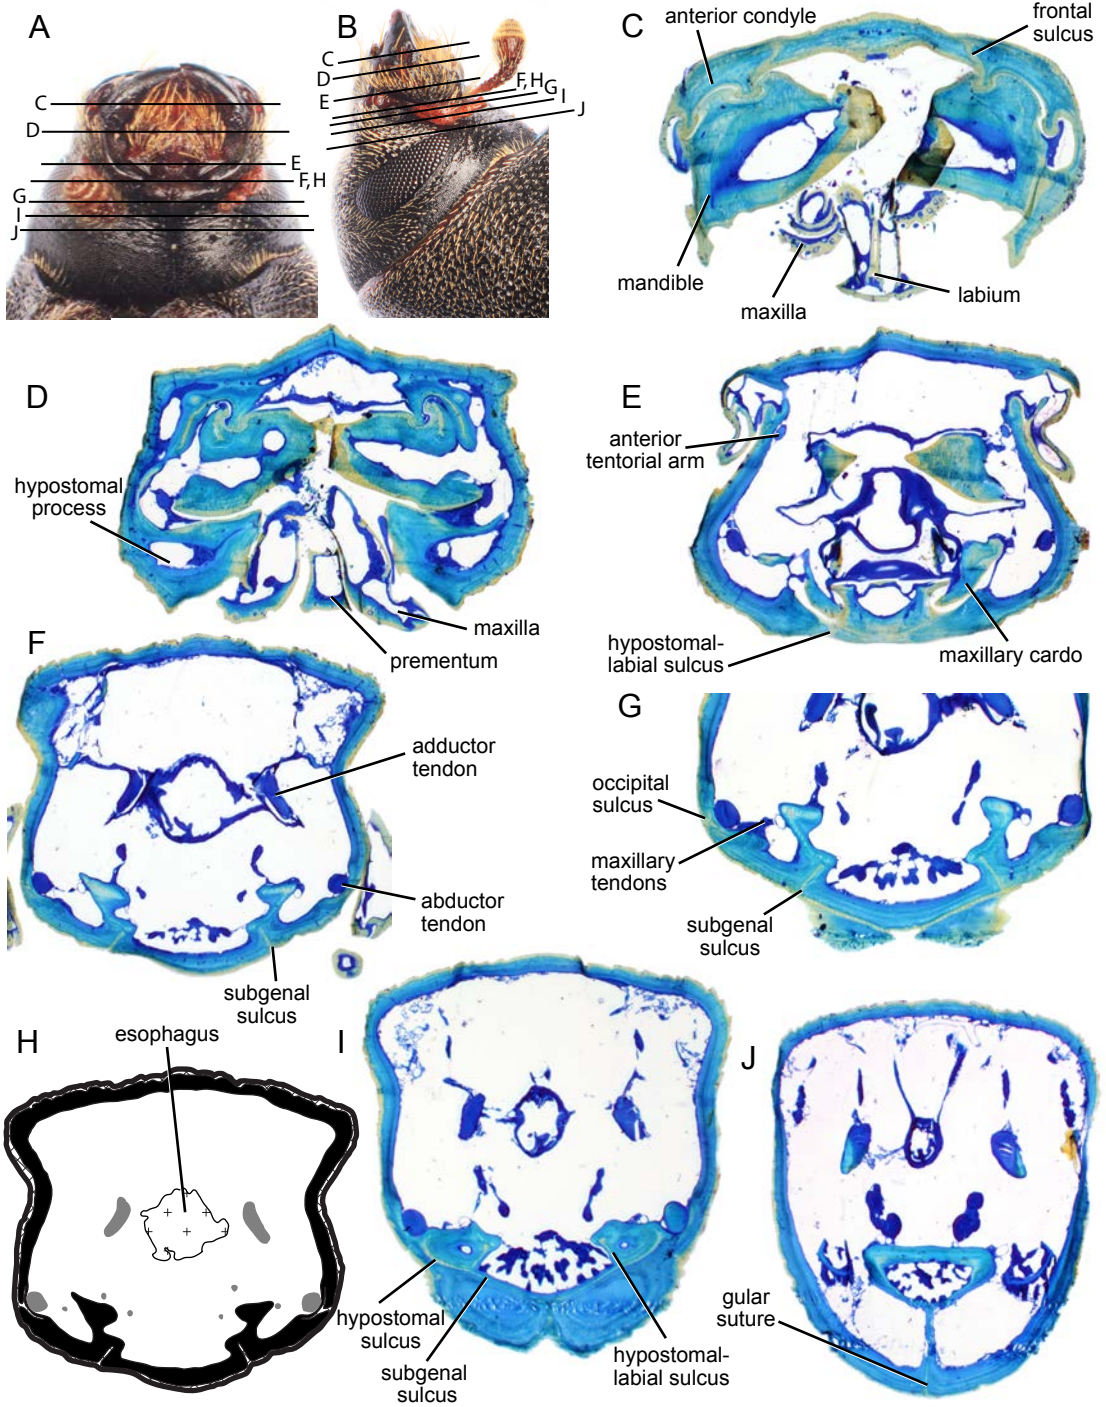 A
C
D
E
F,H
G
I
J
B
C
D
E
F,H
G
I
J
C
anterior condyle
frontal
sulcus
mandible
maxilla
labium
D
hypostomal
process
maxilla
prementum
E
anterior
tentorial arm
hypostomal-
labial sulcus
maxillary cardo
F
adductor
tendon
abductor
tendon
subgenal
sulcus
G
occipital
sulcus
maxillary
tendons
subgenal
sulcus
H
esophagus
I
hypostomal
sulcus
subgenal
sulcus
hypostomal-
labial sulcus
J
gular
suture